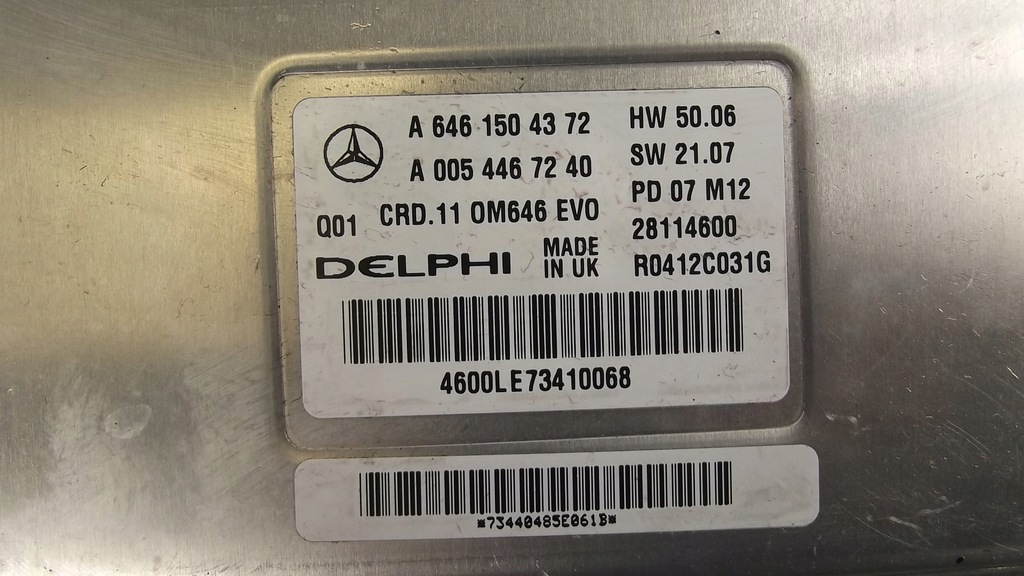 A 646 150 43 72
A 005 446 72 40
Q01 CRD.11 OM646 EVO
DELPHI MADE IN UK
HW 50.06
SW 21.07
PD 07 M12
28114600
R0412C031G
4600LE73410068
*73440485E061B*